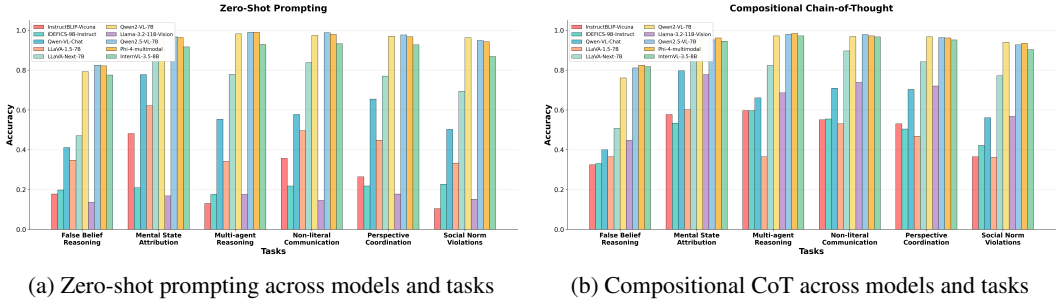 Zero-Shot Prompting
InstructBLIP-Vicuna
IDEFICS-9B-Instruct
Qwen-VL-Chat
LLaVA-1.5-7B
LLaVA-Next-7B
Qwen2-VL-7B
Llama-3.2-11B-Vision
Qwen2.5-VL-7B
Phi-4-multimodal
InternVL-3.5-8B
Accuracy
1.0
0.8
0.6
0.4
0.2
0.0
False Belief
Reasoning
Mental State
Attribution
Multi-agent
Reasoning
Non-literal
Communication
Perspective
Coordination
Social Norm
Violations
Tasks
(a) Zero-shot prompting across models and tasks
Compositional Chain-of-Thought
InstructBLIP-Vicuna
IDEFICS-9B-Instruct
Qwen-VL-Chat
LLaVA-1.5-7B
LLaVA-Next-7B
Qwen2-VL-7B
Llama-3.2-11B-Vision
Qwen2.5-VL-7B
Phi-4-multimodal
InternVL-3.5-8B
Accuracy
1.0
0.8
0.6
0.4
0.2
0.0
False Belief
Reasoning
Mental State
Attribution
Multi-agent
Reasoning
Non-literal
Communication
Perspective
Coordination
Social Norm
Violations
Tasks
(b) Compositional CoT across models and tasks